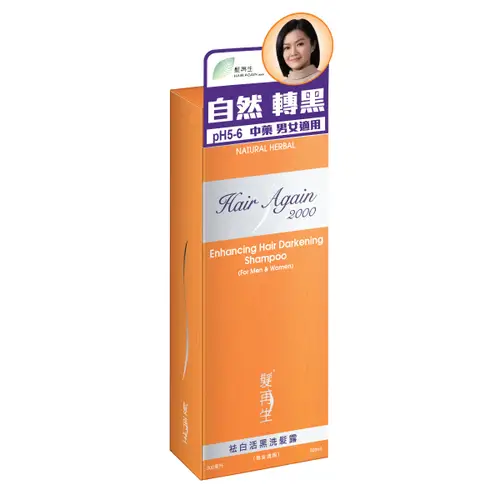 髮再生
HAIR AGAIN 2000
自然 轉黑
pH5-6 中藥 男女適用
NATURAL HERBAL
Hair Again
2000
Enhancing Hair Darkening
Shampoo
(For Men & Women)
髮再生
祛白活黑洗髮露